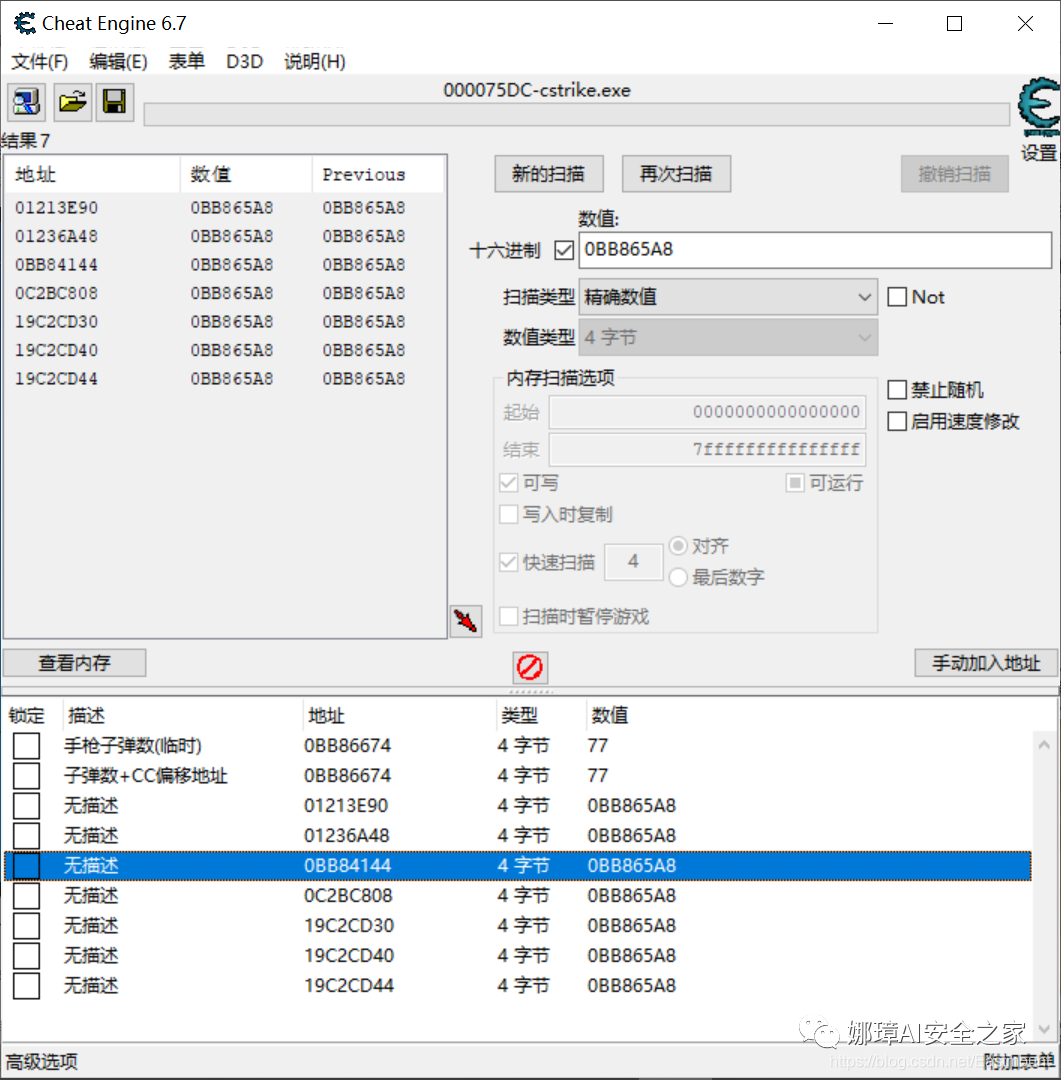 Cheat Engine 6.7
文件(F) 编辑(E) 表单 D3D 说明(H)
000075DC-cstrike.exe
结果 7
设置
地址 数值 Previous
01213E90 0BB865A8 0BB865A8
01236A48 0BB865A8 0BB865A8
0BB84144 0BB865A8 0BB865A8
0C2BC808 0BB865A8 0BB865A8
19C2CD30 0BB865A8 0BB865A8
19C2CD40 0BB865A8 0BB865A8
19C2CD44 0BB865A8 0BB865A8
新的扫描 再次扫描 撤销扫描
数值:
十六进制 0BB865A8
扫描类型 精确数值 Not
数值类型 4 字节
内存扫描选项
起始 0000000000000000
结束 7fffffffffffffff
可写 可运行
写入时复制
快速扫描 4 对齐
最后数字
扫描时暂停游戏
禁止随机
启用速度修改
查看内存 手动加入地址
锁定 描述 地址 类型 数值
手枪子弹数(临时) 0BB86674 4 字节 77
子弹数+CC偏移地址 0BB86674 4 字节 77
无描述 01213E90 4 字节 0BB865A8
无描述 01236A48 4 字节 0BB865A8
无描述 0BB84144 4 字节 0BB865A8
无描述 0C2BC808 4 字节 0BB865A8
无描述 19C2CD30 4 字节 0BB865A8
无描述 19C2CD40 4 字节 0BB865A8
无描述 19C2CD44 4 字节 0BB865A8
娜璋AI安全之家
高级选项 附加表单